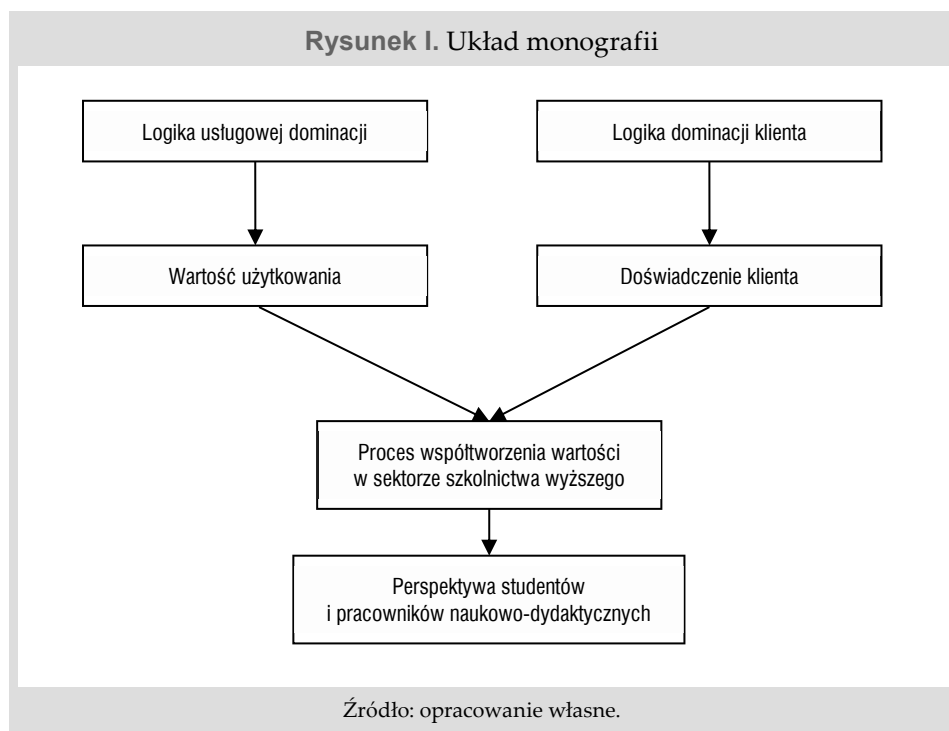 Rysunek I. Układ monografii
Logika usługowej dominacji
Logika dominacji klienta
Wartość użytkowania
Doświadczenie klienta
Proces współtworzenia wartości
w sektorze szkolnictwa wyższego
Perspektywa studentów
i pracowników naukowo-dydaktycznych
Źródło: opracowanie własne.